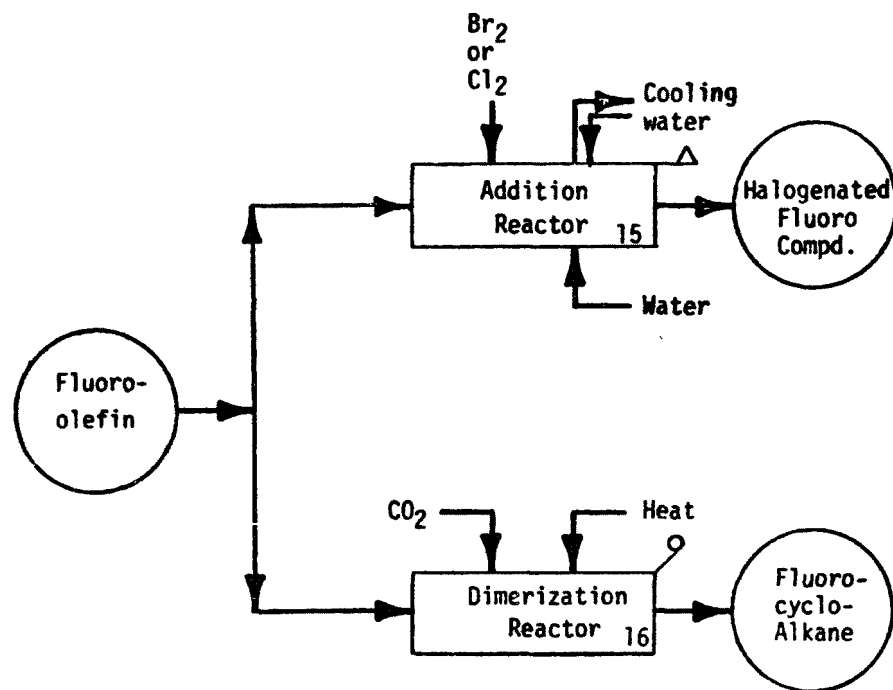 Br2
or
Cl2
Cooling
water
Addition
Reactor
15
Halogenated
Fluoro
Compd.
Water
Fluoro-
olefin
CO2
Heat
Dimerization
Reactor
16
Fluoro-
cyclo-
Alkane